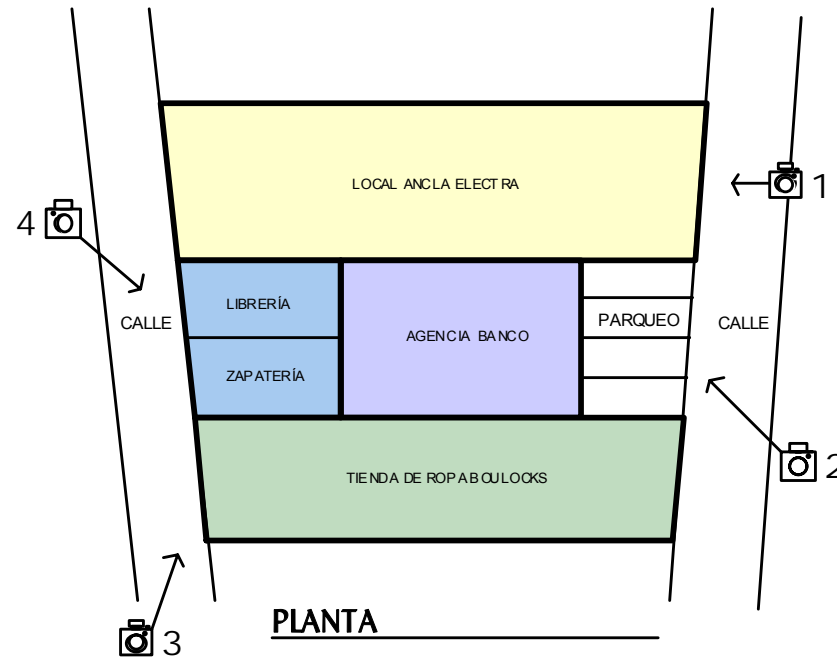 LOCAL ANCLA ELECTRA
1
4
LIBRERÍA
CALLE
PARQUEO
CALLE
AGENCIA BANCO
ZAPATERÍA
2
TIENDA DE ROPA BOULOCKS
3
PLANTA